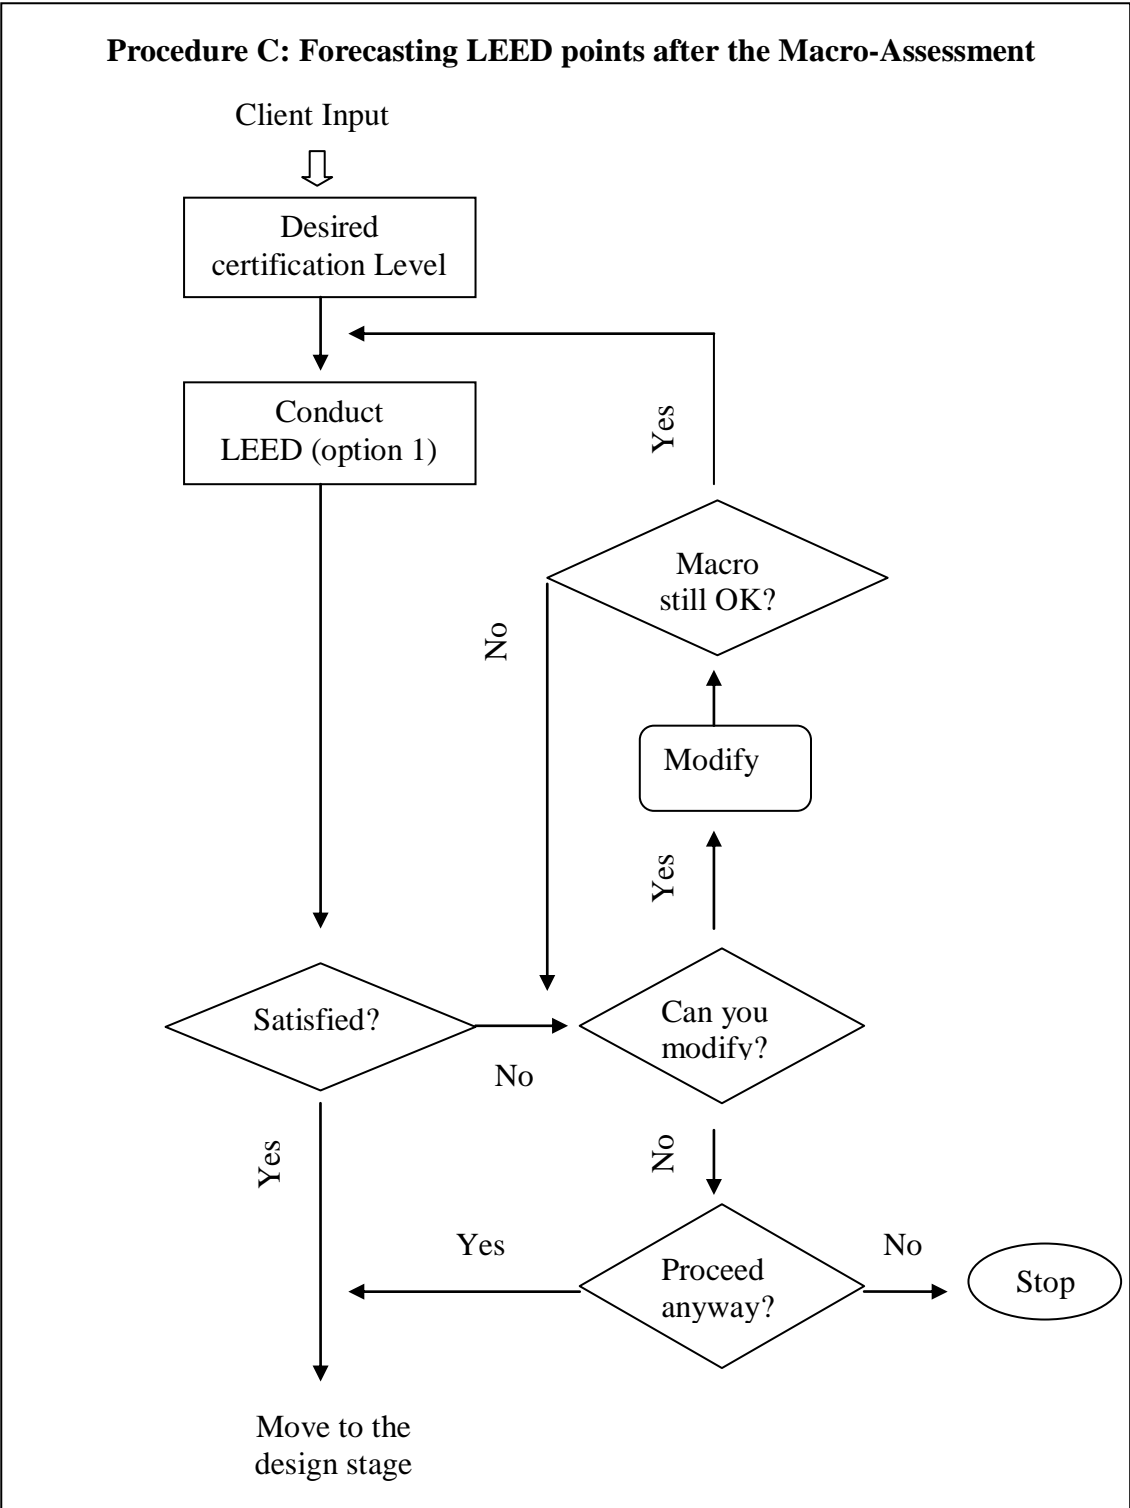 Procedure C: Forecasting LEED points after the Macro-Assessment
Client Input
Desired
certification Level
Conduct
LEED (option 1)
Yes
Macro
still OK?
No
Modify
Yes
Satisfied?
Can you
modify?
No
Yes
No
Yes
No
Proceed
anyway?
Stop
Move to the
design stage